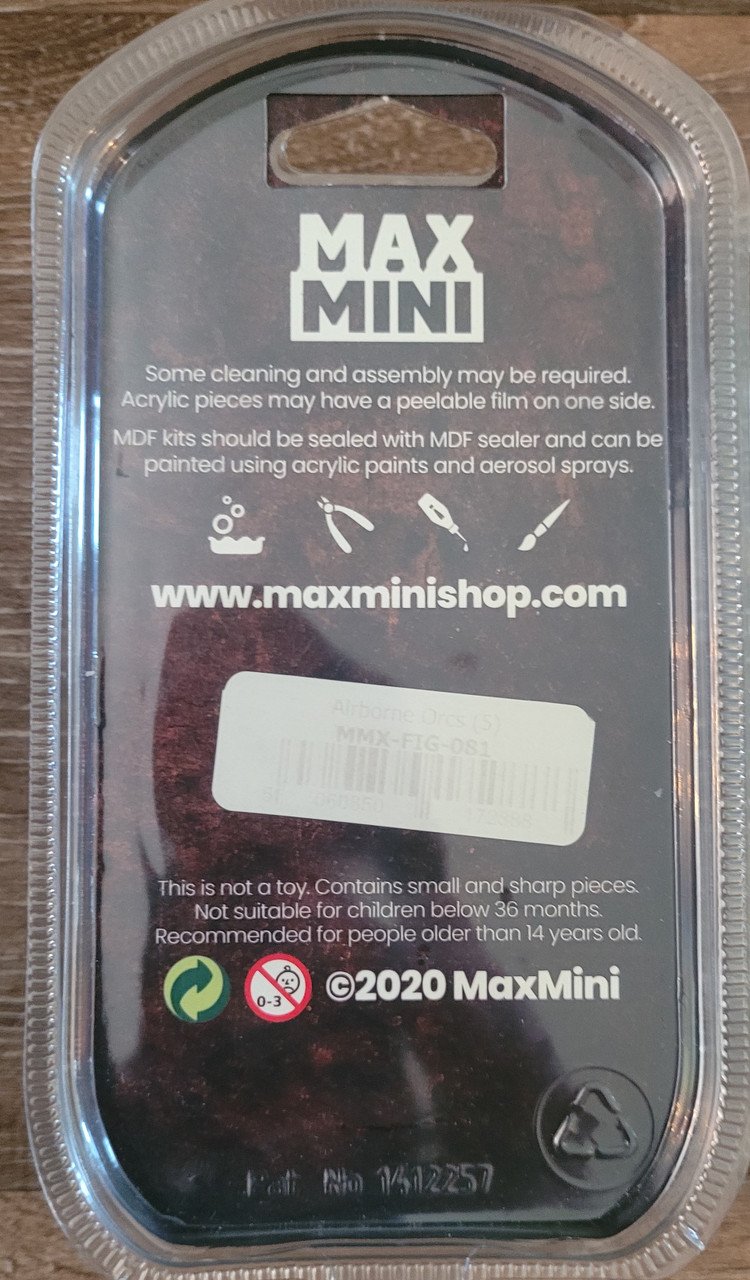 MAX
MINI
Some cleaning and assembly may be required.
Acrylic pieces may have a peelable film on one side.
MDF kits should be sealed with MDF sealer and can be
painted using acrylic paints and aerosol sprays.
www.maxminishop.com
Airborne Orcs (5)
MMX-FIG-081
This is not a toy. Contains small and sharp pieces.
Not suitable for children below 36 months.
Recommended for people older than 14 years old.
0-3
©2020 MaxMini
Pat No 1412257